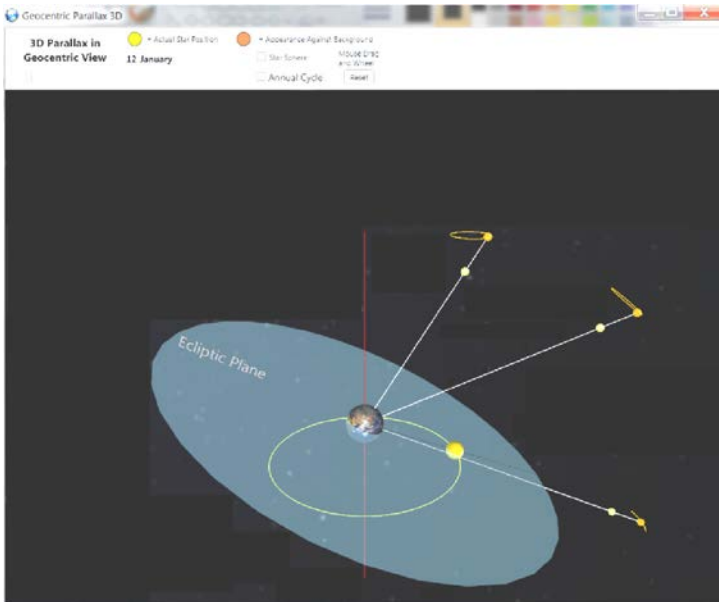 Geocentric Parallax 3D
3D Parallax in
Geocentric View
= Actual Star Position
= Appearance Against Background
12 January
Star Sphere
Mouse Drag
and Wheel
Annual Cycle
Reset
Ecliptic Plane